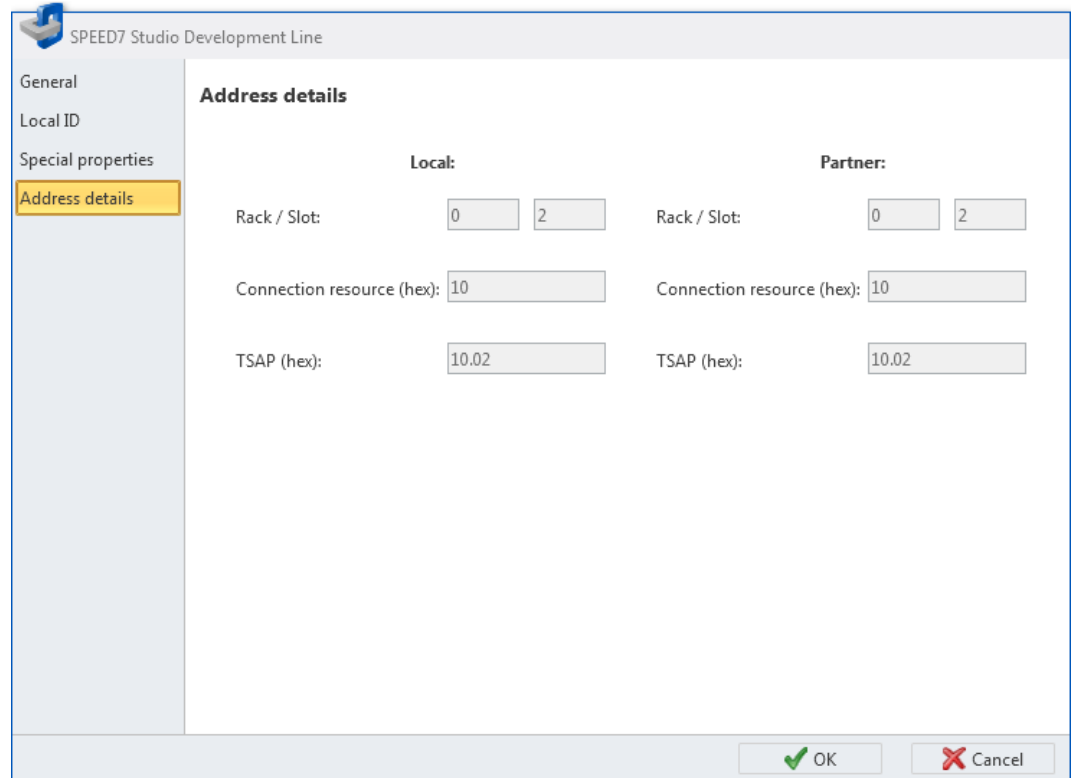 SPEED7 Studio Development Line
General
Local ID
Special properties
Address details
Address details
Local: Partner:
Rack / Slot: 0 2 Rack / Slot: 0 2
Connection resource (hex): 10 Connection resource (hex): 10
TSAP (hex): 10.02 TSAP (hex): 10.02
OK Cancel